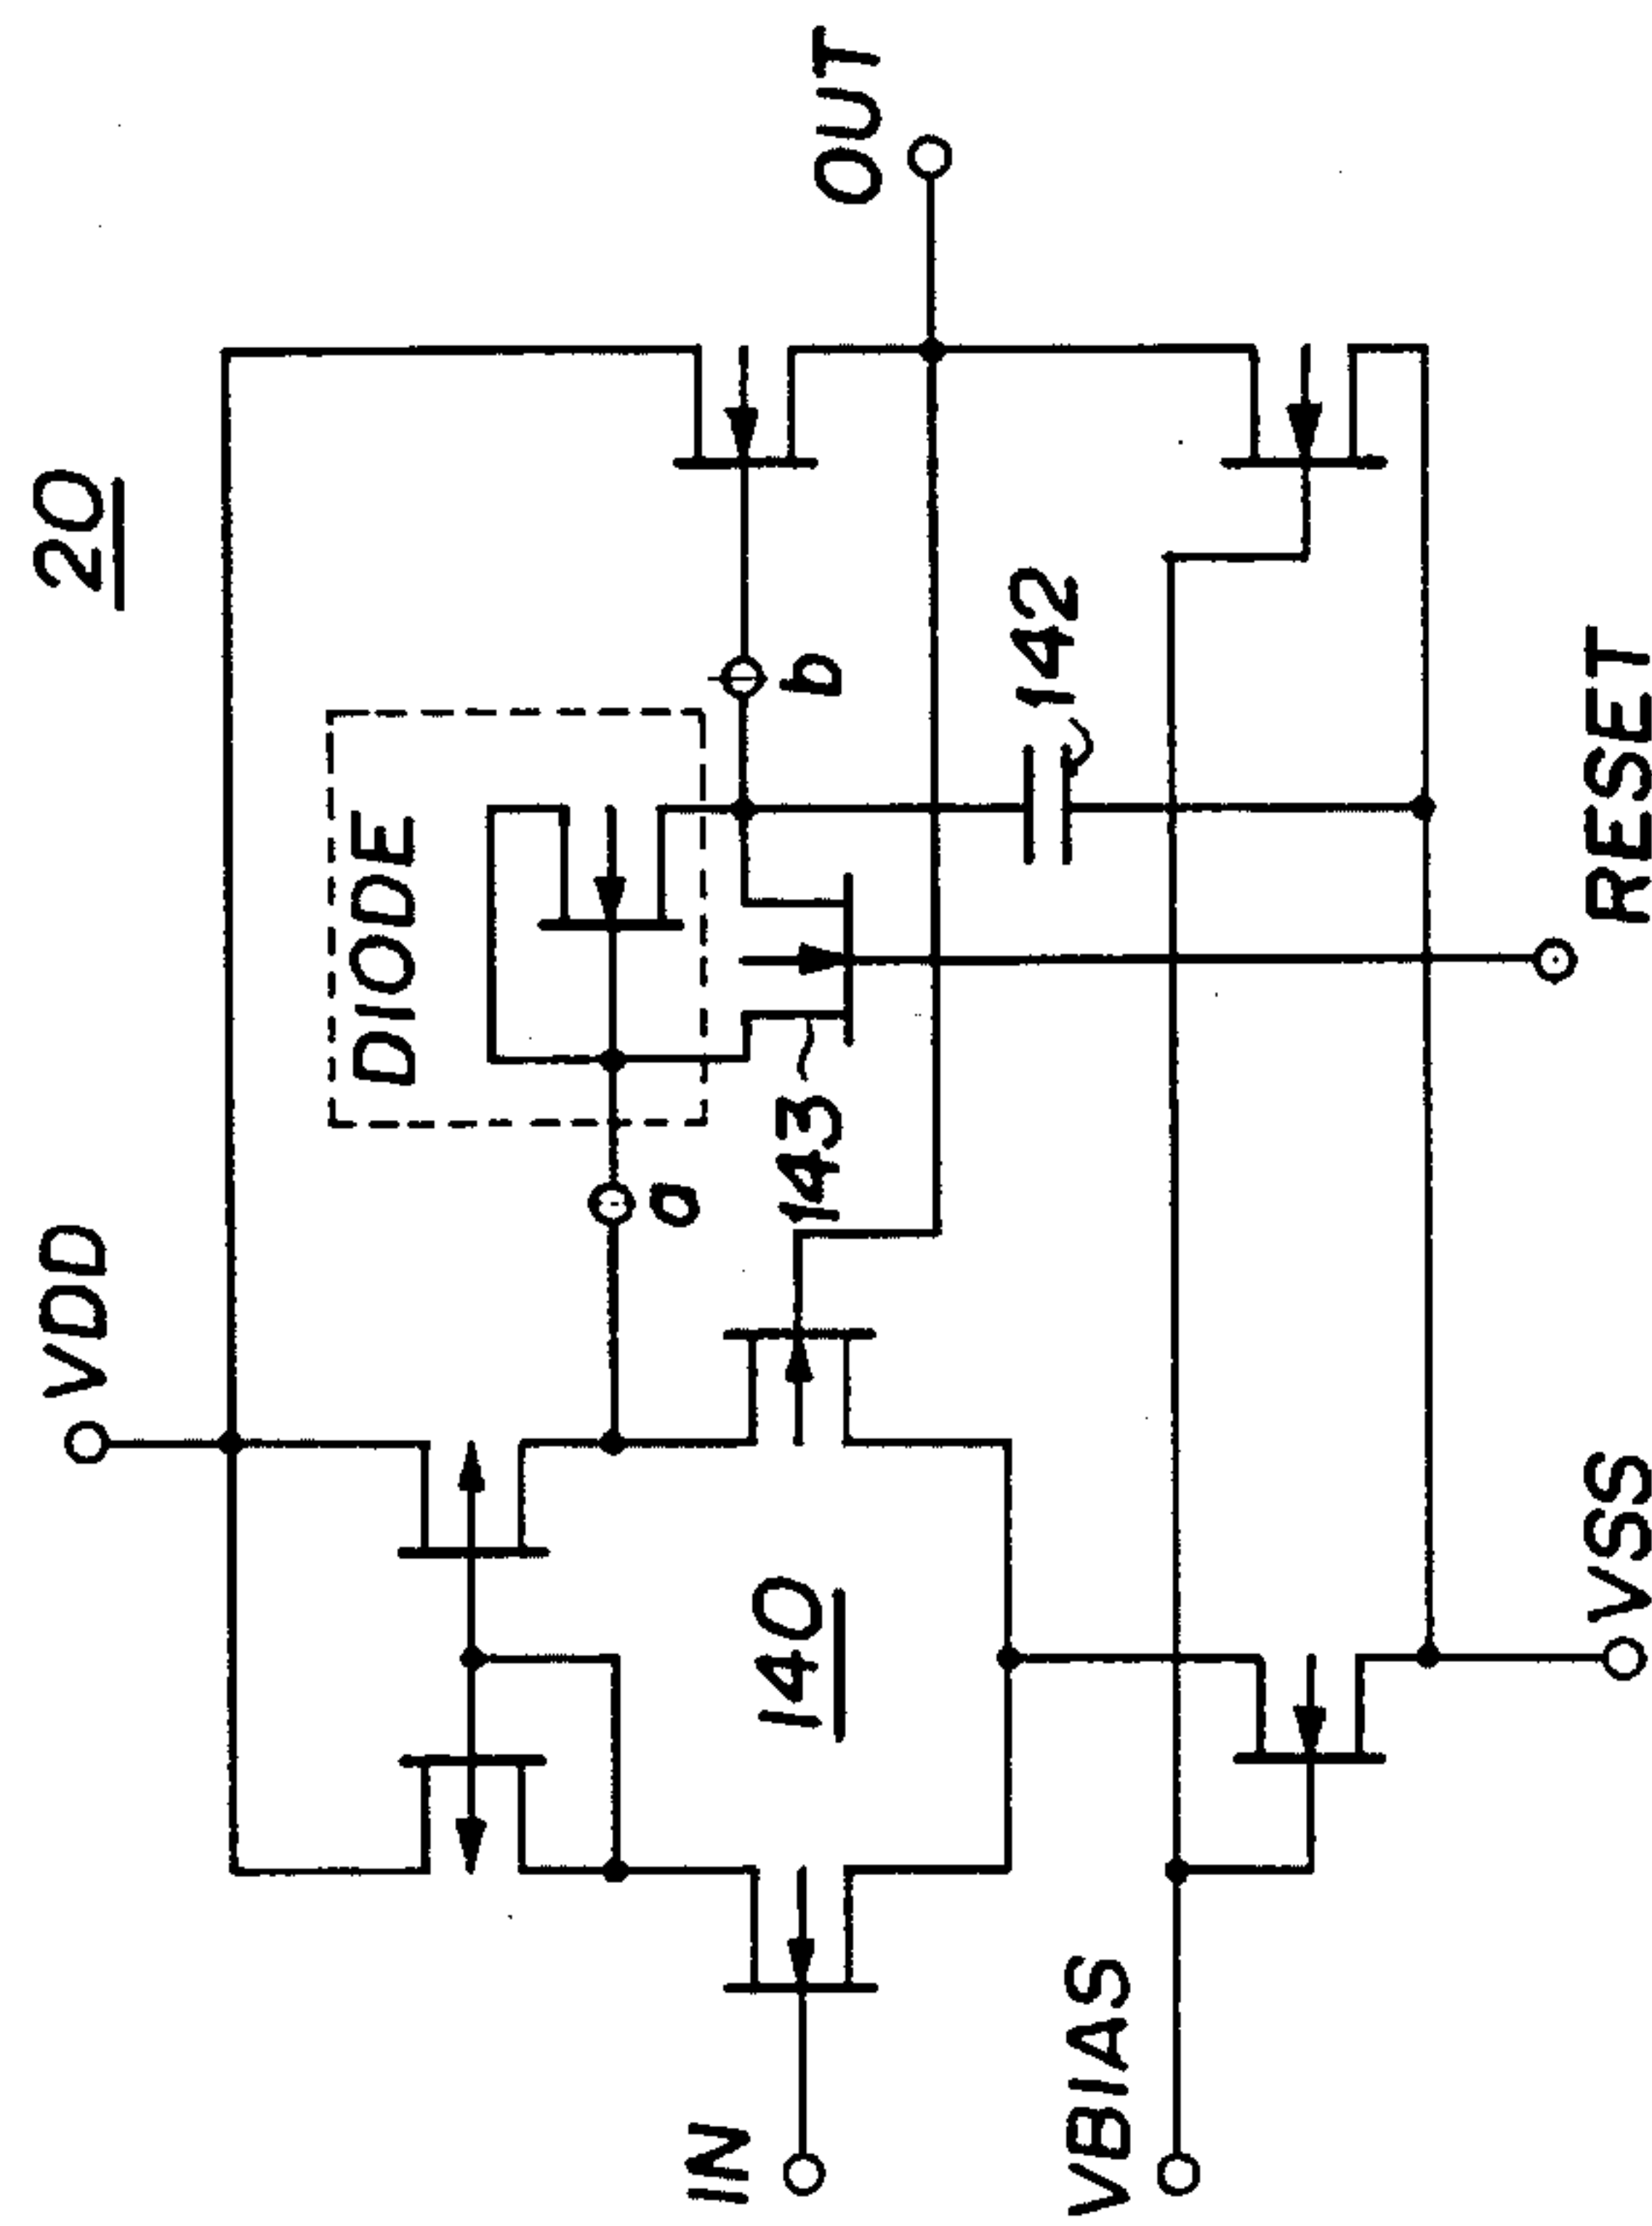 20
VDD
DIODE
OUT
a
b
143
142
140
IN
VBIAS
VSS
RESET